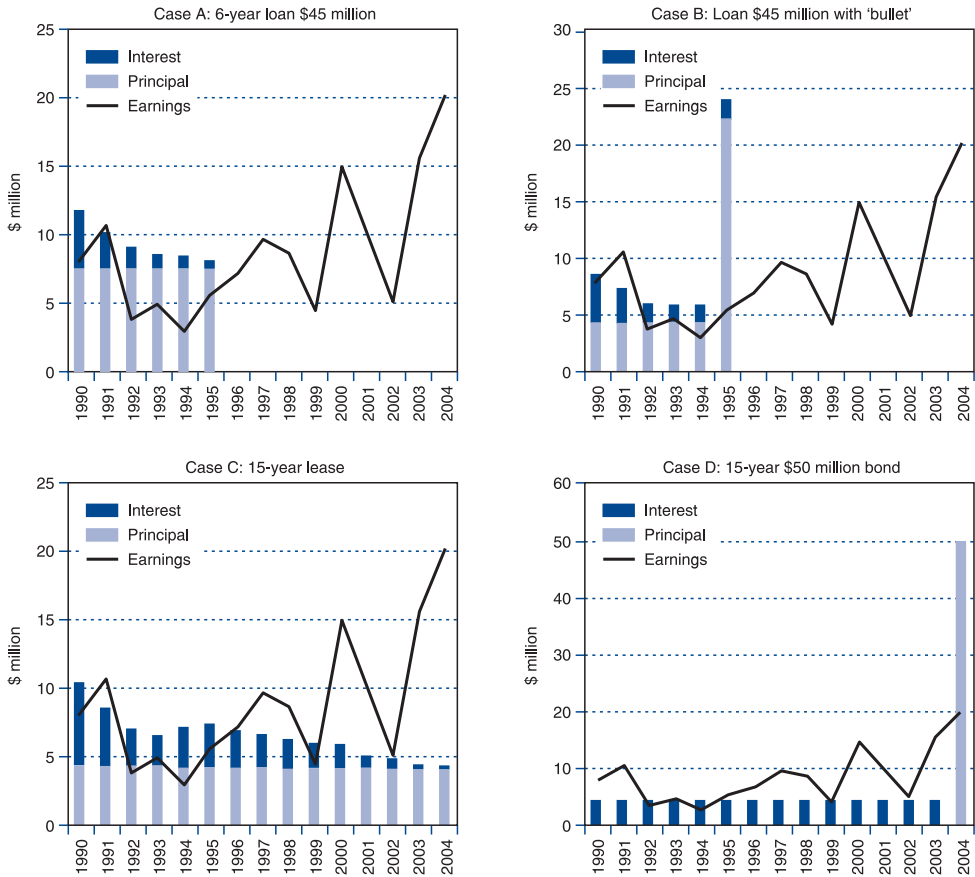 Case A: 6-year loan $45 million
25
20
15
10
5
0
$ million
Interest
Principal
Earnings
1990 1991 1992 1993 1994 1995 1996 1997 1998 1999 2000 2001 2002 2003 2004
Case B: Loan $45 million with ‘bullet’
30
25
20
15
10
5
0
$ million
Interest
Principal
Earnings
1990 1991 1992 1993 1994 1995 1996 1997 1998 1999 2000 2001 2002 2003 2004
Case C: 15-year lease
25
20
15
10
5
0
$ million
Interest
Principal
Earnings
1990 1991 1992 1993 1994 1995 1996 1997 1998 1999 2000 2001 2002 2003 2004
Case D: 15-year $50 million bond
60
50
40
30
20
10
0
$ million
Interest
Principal
Earnings
1990 1991 1992 1993 1994 1995 1996 1997 1998 1999 2000 2001 2002 2003 2004